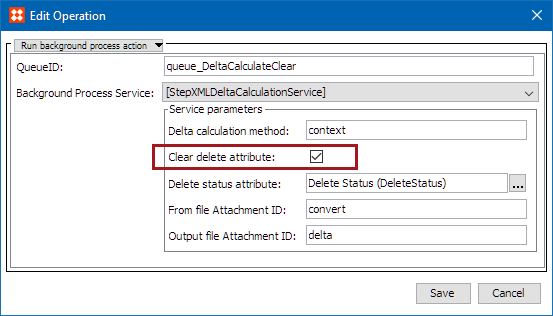 Edit Operation
Run background process action
QueueID: queue_DeltaCalculateClear
Background Process Service: [StepXMLDeltaCalculationService]
Service parameters
Delta calculation method: context
Clear delete attribute:
Delete status attribute: Delete Status (DeleteStatus) ...
From file Attachment ID: convert
Output file Attachment ID: delta
Save Cancel